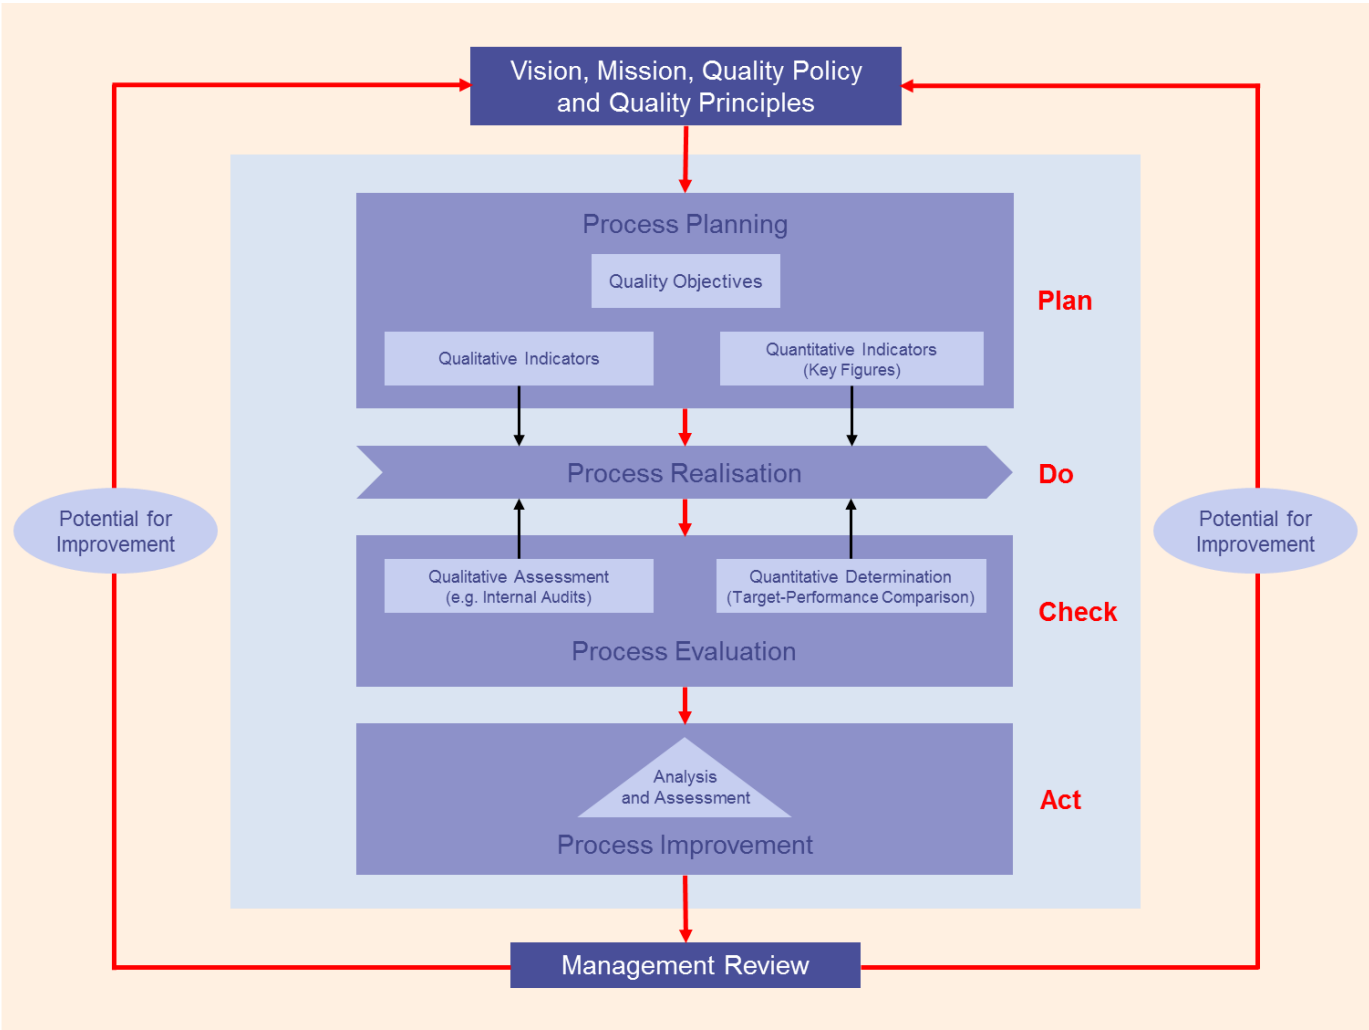 Vision, Mission, Quality Policy
and Quality Principles
Process Planning
Quality Objectives
Plan
Qualitative Indicators
Quantitative Indicators
(Key Figures)
Process Realisation
Do
Potential for
Improvement
Potential for
Improvement
Qualitative Assessment
(e.g. Internal Audits)
Quantitative Determination
(Target-Performance Comparison)
Check
Process Evaluation
Analysis
and Assessment
Act
Process Improvement
Management Review